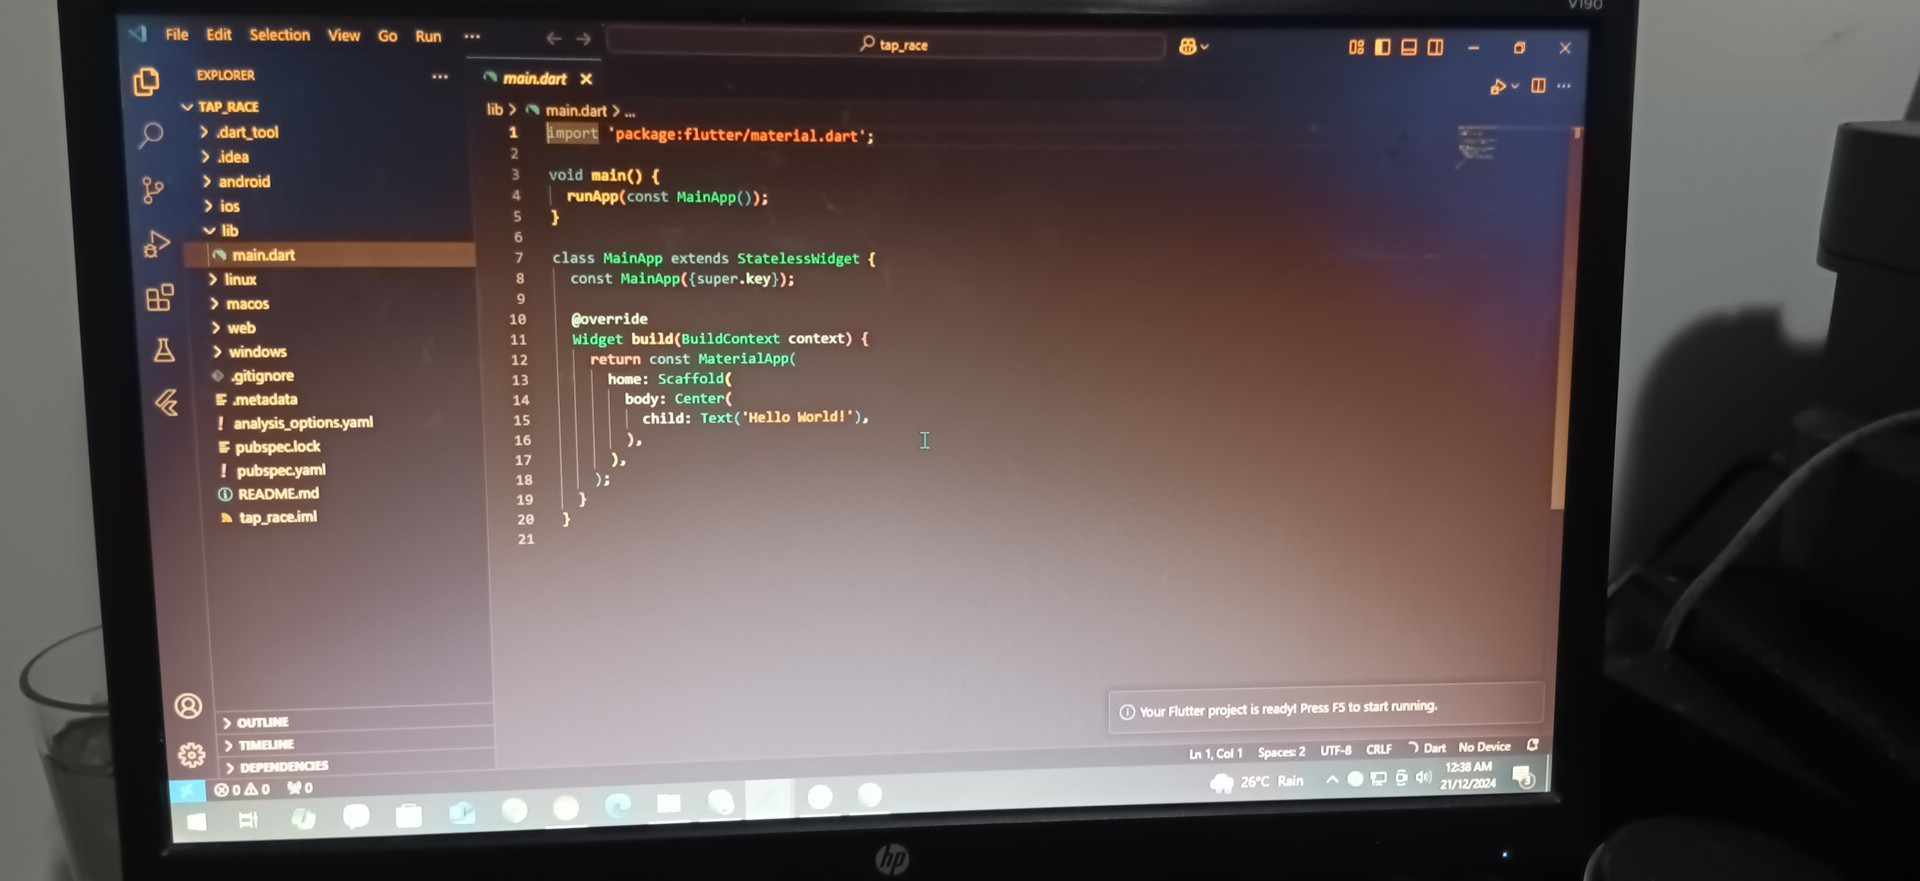 V190
File Edit Selection View Go Run ...
tap_race
EXPLORER ...
main.dart
TAP_RACE
.dart_tool
.idea
android
ios
lib
main.dart
linux
macos
web
windows
.gitignore
.metadata
! analysis_options.yaml
pubspec.lock
! pubspec.yaml
README.md
tap_race.iml
OUTLINE
TIMELINE
DEPENDENCIES
lib > main.dart > ...
1 import 'package:flutter/material.dart';
2
3 void main() {
4 runApp(const MainApp());
5 }
6
7 class MainApp extends StatelessWidget {
8 const MainApp({super.key});
9
10 @override
11 Widget build(BuildContext context) {
12 return const MaterialApp(
13 home: Scaffold(
14 body: Center(
15 child: Text('Hello World!'),
16 ),
17 ),
18 );
19 }
20 }
21
Your Flutter project is ready! Press F5 to start running.
0 0 0
Ln 1, Col 1 Spaces: 2 UTF-8 CRLF Dart No Device
26°C Rain
12:38 AM
21/12/2024
3
hp